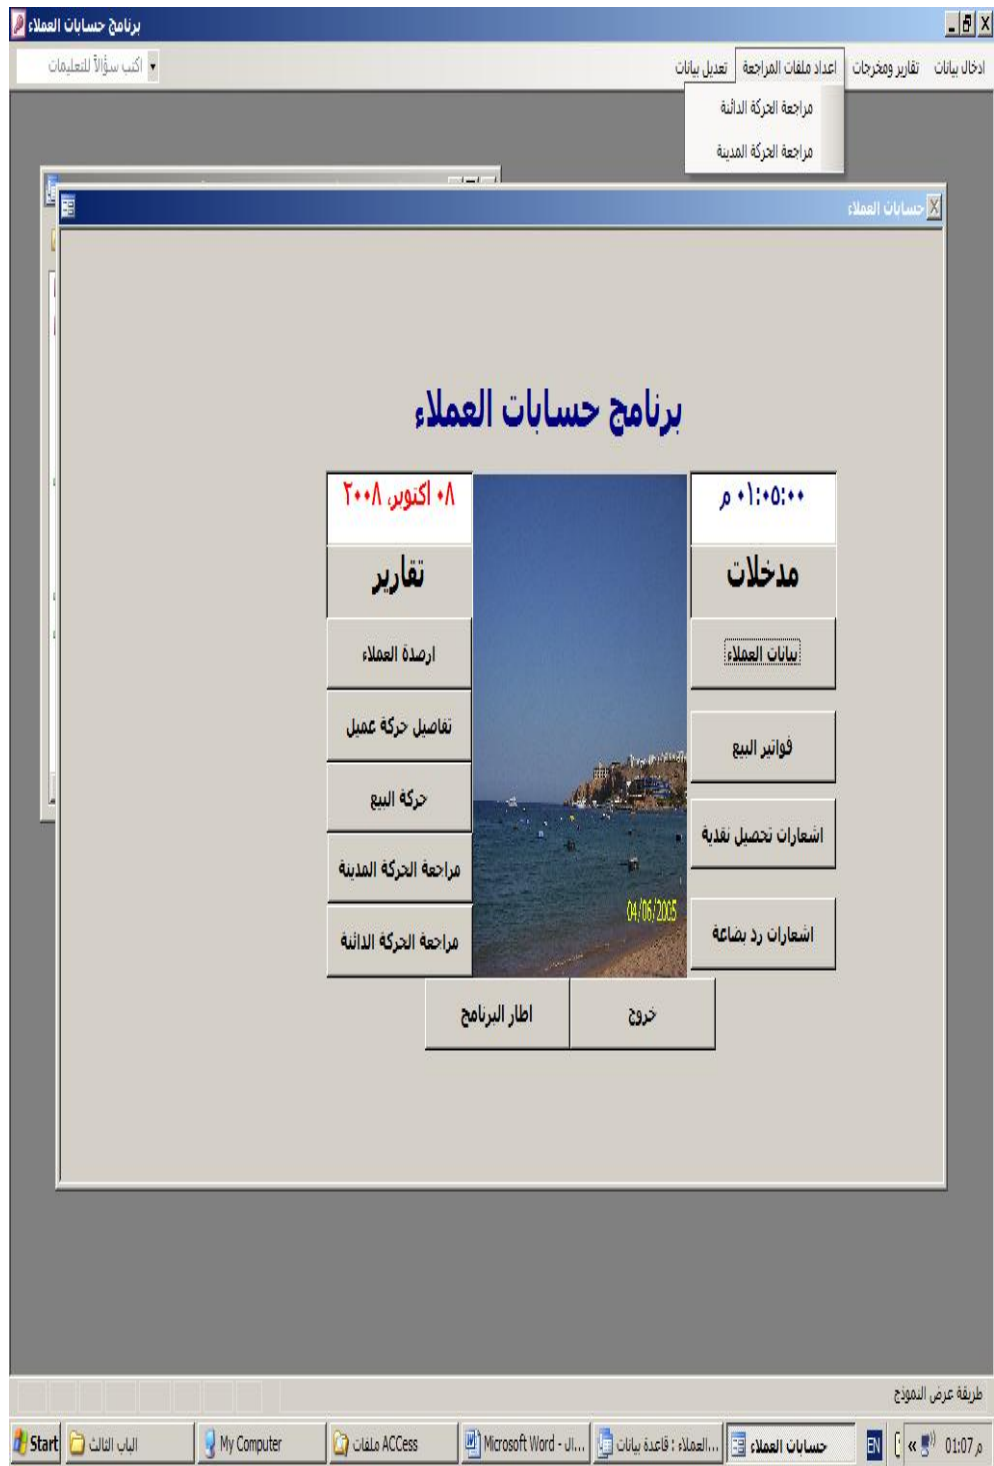 برنامج حسابات العملاء
ادخال بيانات تقارير ومخرجات اعداد ملفات المراجعة تعديل بيانات اكتب سؤالاً للتعليمات
مراجعة الحركة الدائنة
مراجعة الحركة المدينة
حسابات العملاء
برنامج حسابات العملاء
٠١:٠٥:٠٠ م
٠٨ اكتوبر، ٢٠٠٨
مدخلات
تقارير
بيانات العملاء
ارصدة العملاء
فواتير البيع
تفاصيل حركة عميل
حركة البيع
اشعارات تحصيل نقدية
مراجعة الحركة المدينة
اشعارات رد بضاعة
مراجعة الحركة الدائنة
04/06/2005
خروج
اطار البرنامج
طريقة عرض النموذج
Start
الباب الثالث
My Computer
ملفات ACCess
Microsoft Word - ال...
العملاء : قاعدة بيانات...
حسابات العملاء
EN
01:07 م